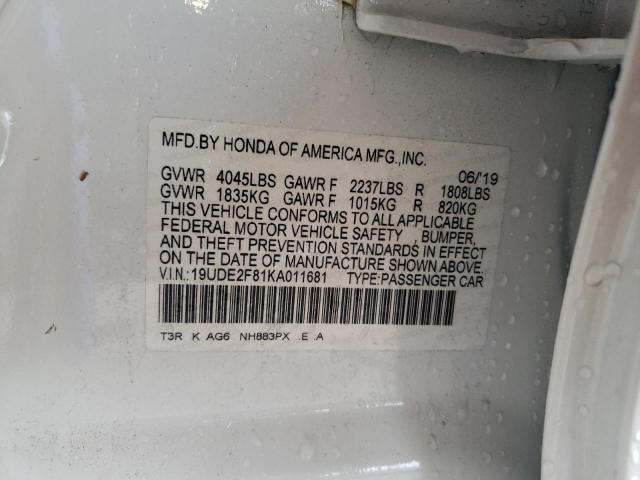 MFD.BY HONDA OF AMERICA MFG.,INC.
06/'19
GVWR 4045LBS GAWR F 2237LBS R 1808LBS
GVWR 1835KG GAWR F 1015KG R 820KG
THIS VEHICLE CONFORMS TO ALL APPLICABLE
FEDERAL MOTOR VEHICLE SAFETY , BUMPER,
AND THEFT PREVENTION STANDARDS IN EFFECT
ON THE DATE OF MANUFACTURE SHOWN ABOVE.
V.I.N.:19UDE2F81KA011681 TYPE:PASSENGER CAR
T3R K AG6 NH883PX .E .A